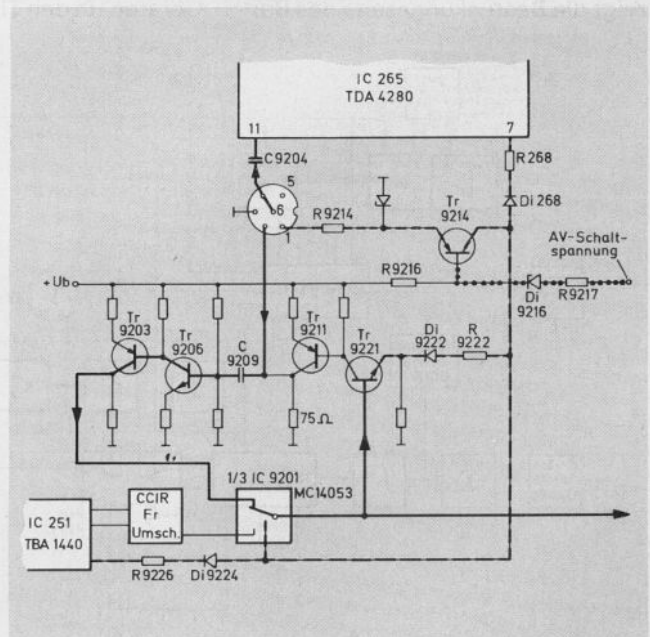 IC 265
TDA 4280
11
7
C9204
R268
5
6
1
R9214
Tr
9214
Di 268
AV-Schalt-
spannung
+Ub
R9216
Di
9216
R9217
Tr
9203
Tr
9206
C
9209
Tr
9211
Tr
9221
Di
9222
R
9222
75Ω
1/3 IC 9201
MC14053
IC 251
TBA 1440
CCIR
Fr
Umsch.
R9226
Di9224